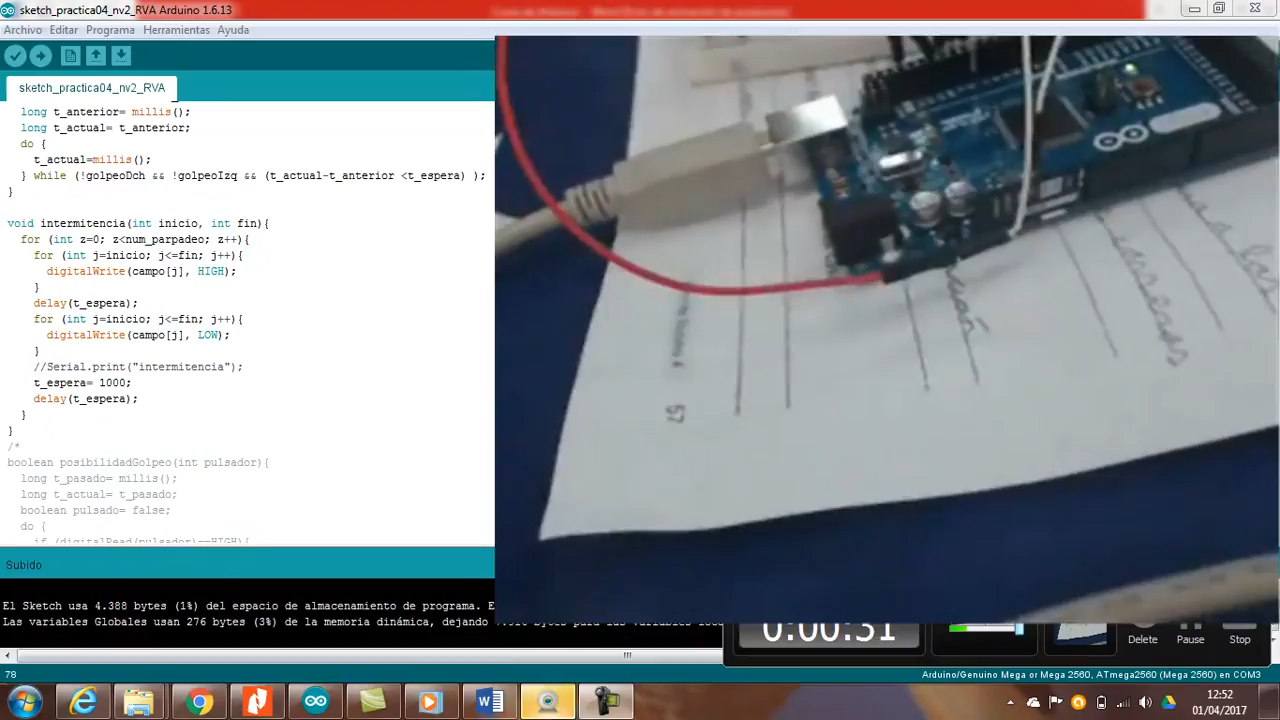 sketch_practica04_nv2_RVA Arduino 1.6.13
Archivo Editar Programa Herramientas Ayuda
sketch_practica04_nv2_RVA
long t_anterior= millis();
long t_actual= t_anterior;
do {
t_actual=millis();
} while (!golpeoDch && !golpeoIzq && (t_actual-t_anterior <t_espera) );
}
void intermitencia(int inicio, int fin){
for (int z=0; z<num_parpadeo; z++){
for (int j=inicio; j<=fin; j++){
digitalWrite(campo[j], HIGH);
}
delay(t_espera);
for (int j=inicio; j<=fin; j++){
digitalWrite(campo[j], LOW);
}
//Serial.print("intermitencia");
t_espera= 1000;
delay(t_espera);
}
}
/*
boolean posibilidadGolpeo(int pulsador){
long t_pasado= millis();
long t_actual= t_pasado;
boolean pulsado= false;
do {
if (digitalRead(pulsador)==HIGH){
57
Subido
El Sketch usa 4.388 bytes (1%) del espacio de almacenamiento de programa. E
Las variables Globales usan 276 bytes (3%) de la memoria dinámica, dejando
0:00:31
Delete Pause Stop
78
Arduino/Genuino Mega or Mega 2560, ATmega2560 (Mega 2560) en COM3
12:52
01/04/2017